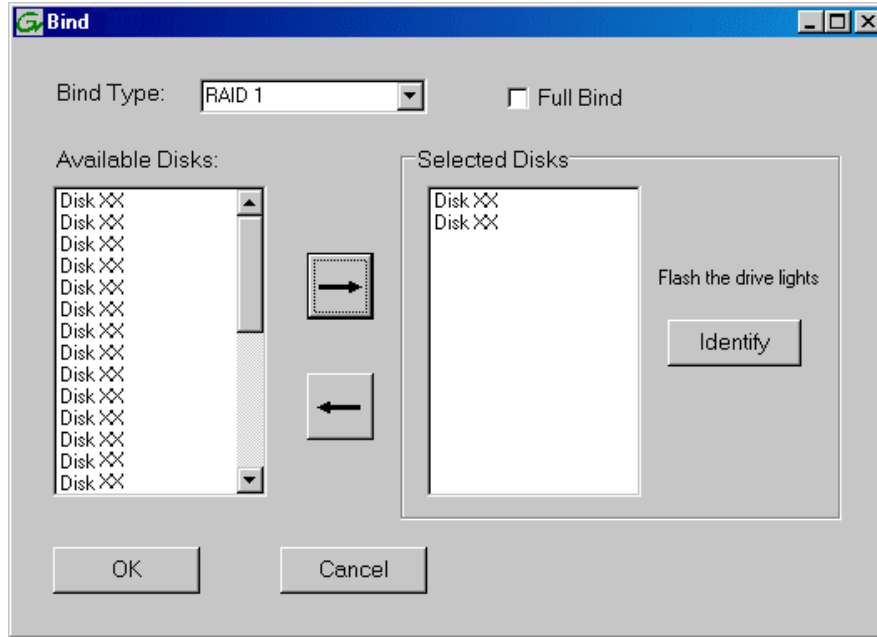 Bind
Bind Type:
RAID 1
Full Bind
Available Disks:
Disk XX
Disk XX
Disk XX
Disk XX
Disk XX
Disk XX
Disk XX
Disk XX
Disk XX
Disk XX
Disk XX
Disk XX
Disk XX
Disk XX
Selected Disks
Disk XX
Disk XX
Flash the drive lights
Identify
OK
Cancel